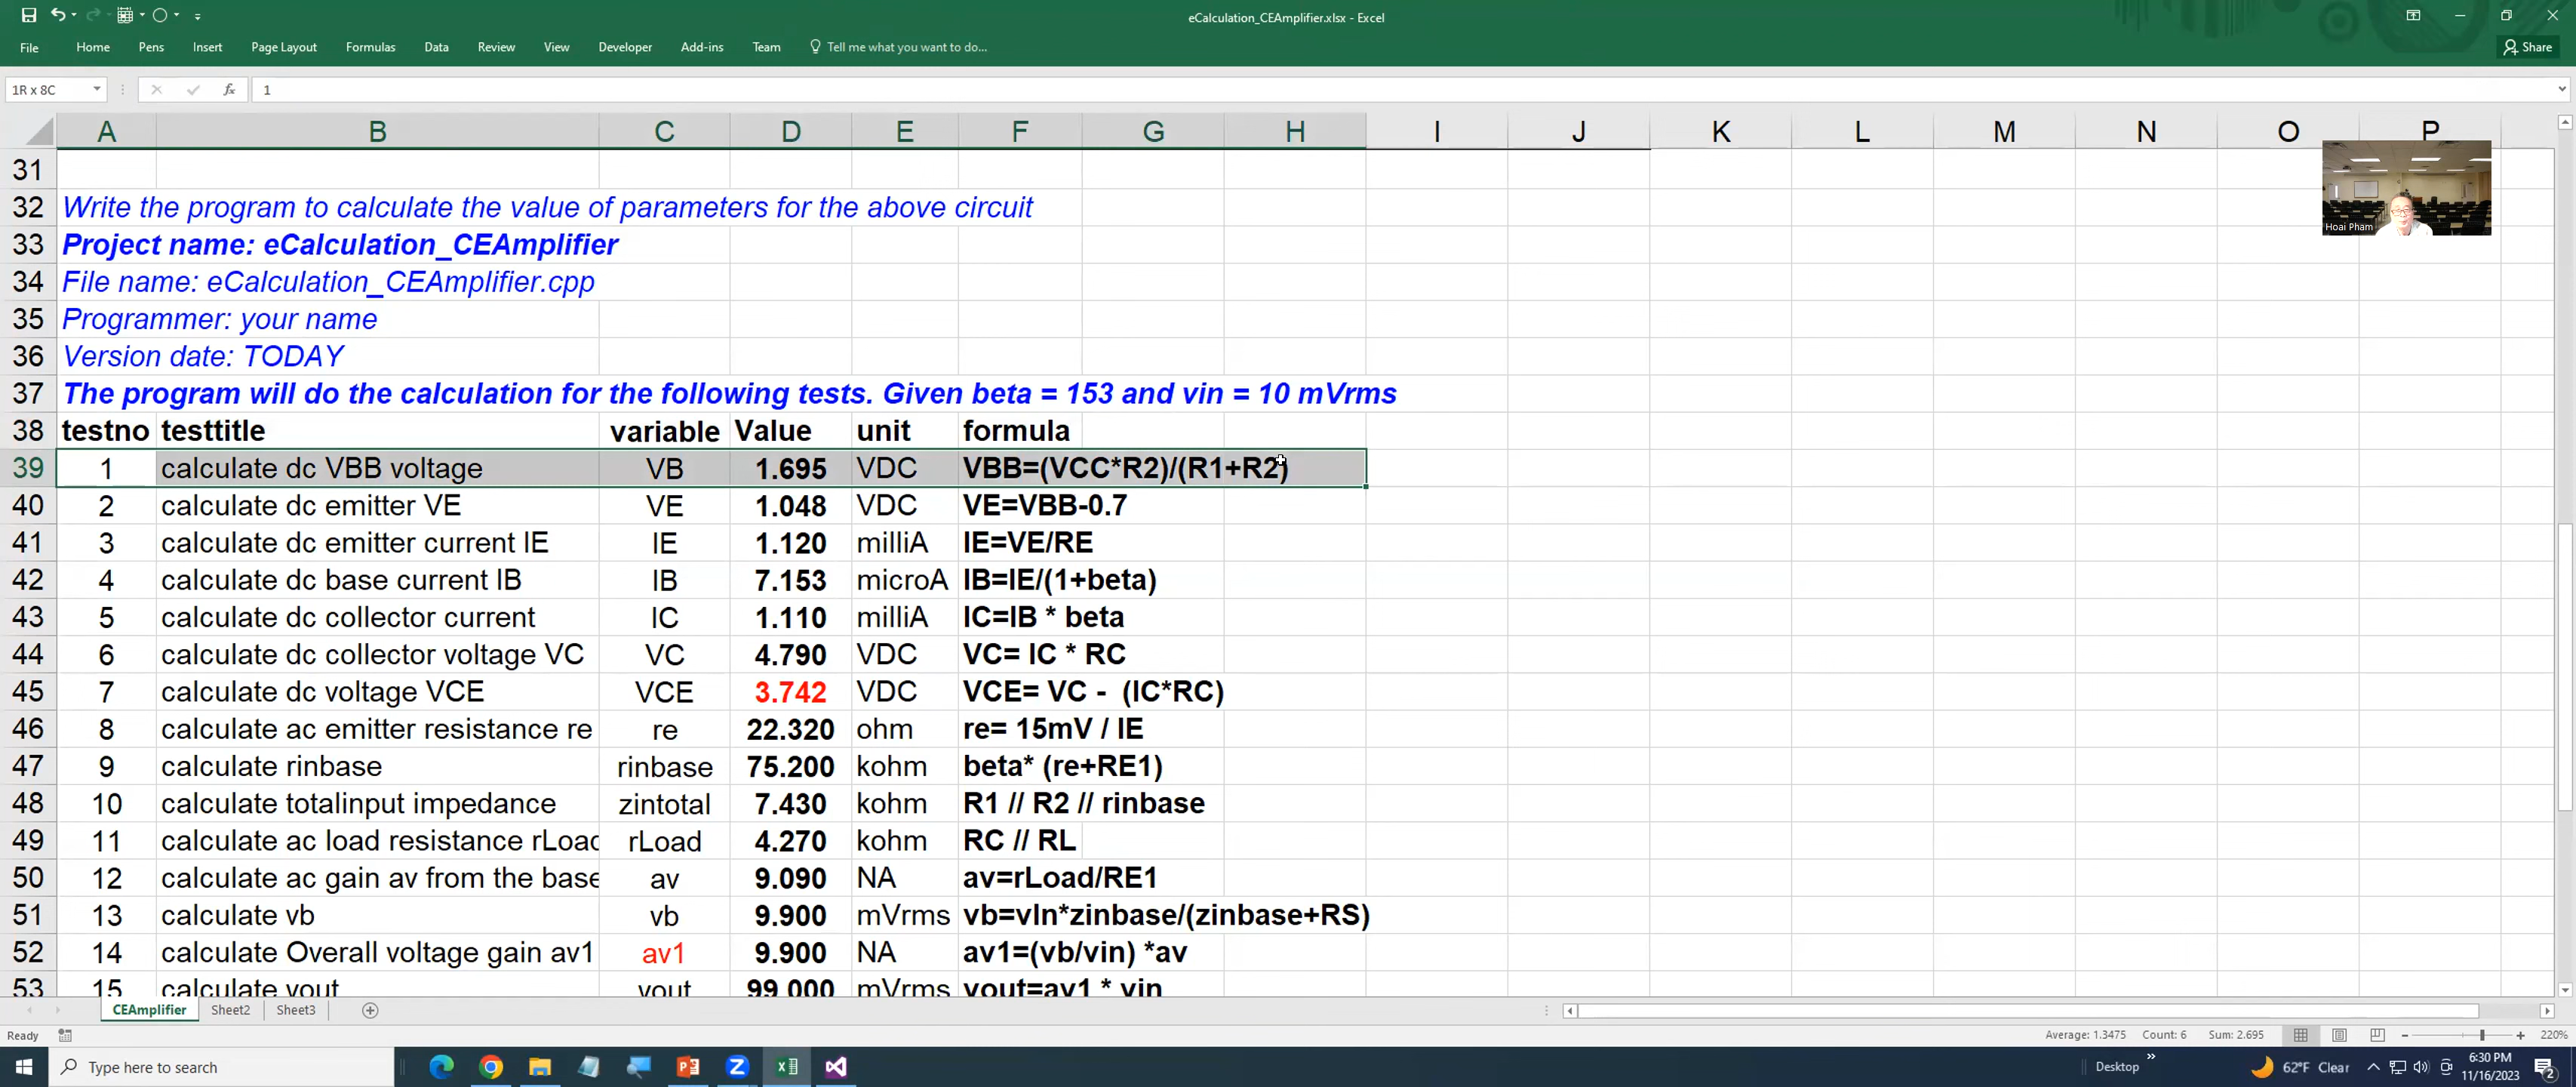 eCalculation_CEAmplifier.xlsx - Excel
File Home Pens Insert Page Layout Formulas Data Review View Developer Add-ins Team Tell me what you want to do... Share
1R x 8C fx 1
A B C D E F G H I J K L M N O P
31
32 Write the program to calculate the value of parameters for the above circuit
33 Project name: eCalculation_CEAmplifier
34 File name: eCalculation_CEAmplifier.cpp
35 Programmer: your name
36 Version date: TODAY
37 The program will do the calculation for the following tests. Given beta = 153 and vin = 10 mVrms
38 testno testtitle variable Value unit formula
39 1 calculate dc VBB voltage VB 1.695 VDC VBB=(VCC*R2)/(R1+R2)
40 2 calculate dc emitter VE VE 1.048 VDC VE=VBB-0.7
41 3 calculate dc emitter current IE IE 1.120 milliA IE=VE/RE
42 4 calculate dc base current IB IB 7.153 microA IB=IE/(1+beta)
43 5 calculate dc collector current IC 1.110 milliA IC=IB * beta
44 6 calculate dc collector voltage VC VC 4.790 VDC VC= IC * RC
45 7 calculate dc voltage VCE VCE 3.742 VDC VCE= VC - (IC*RC)
46 8 calculate ac emitter resistance re re 22.320 ohm re= 15mV / IE
47 9 calculate rinbase rinbase 75.200 kohm beta* (re+RE1)
48 10 calculate totalinput impedance zintotal 7.430 kohm R1 // R2 // rinbase
49 11 calculate ac load resistance rLoad rLoad 4.270 kohm RC // RL
50 12 calculate ac gain av from the base av 9.090 NA av=rLoad/RE1
51 13 calculate vb vb 9.900 mVrms vb=vIn*zinbase/(zinbase+RS)
52 14 calculate Overall voltage gain av1 av1 9.900 NA av1=(vb/vin) *av
53 15 calculate vout vout 99.000 mVrms vout=av1 * vin
Hoai Pham
CEAmplifier Sheet2 Sheet3
Ready Average: 1.3475 Count: 6 Sum: 2.695 220%
Type here to search Desktop 62°F Clear 6:30 PM
11/16/2023 2